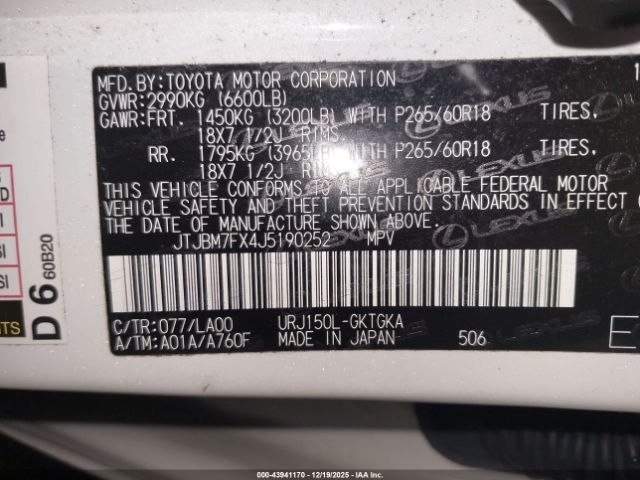 MFD. BY: TOYOTA MOTOR CORPORATION
GVWR: 2990KG (6600LB)
GAWR: FRT. 1450KG (3200LB) WITH P265/60R18 TIRES,
18X7 1/2J RIMS
RR. 1795KG (3965LB) WITH P265/60R18 TIRES,
18X7 1/2J RIMS
THIS VEHICLE CONFORMS TO ALL APPLICABLE FEDERAL MOTOR
VEHICLE SAFETY AND THEFT PREVENTION STANDARDS IN EFFECT
THE DATE OF MANUFACTURE SHOWN ABOVE.
JTJBM7FX4J5190252 MPV
C/TR: 077/LA00 URJ150L-GKTGKA
A/TM: A01A/A760F MADE IN JAPAN 506
D 6 60B20
LEXUS
000-43941170 | 12/19/2025 | IAA Inc. | Copart